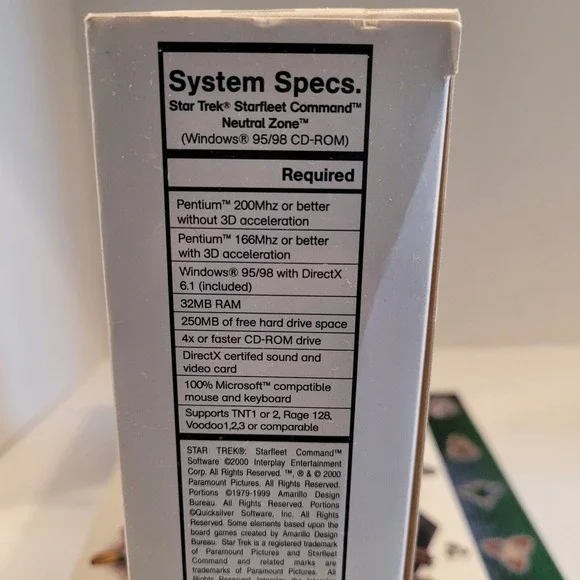 System Specs.
Star Trek® Starfleet Command™
Neutral Zone™
(Windows® 95/98 CD-ROM)
Required
Pentium™ 200Mhz or better
without 3D acceleration
Pentium™ 166Mhz or better
with 3D acceleration
Windows® 95/98 with DirectX
6.1 (included)
32MB RAM
250MB of free hard drive space
4x or faster CD-ROM drive
DirectX certifed sound and
video card
100% Microsoft™ compatible
mouse and keyboard
Supports TNT1 or 2, Rage 128,
Voodoo1,2,3 or comparable
STAR TREK®: Starfleet Command™
Software ©2000 Interplay Entertainment
Corp. All Rights Reserved. ™, ® & © 2000
Paramount Pictures. All Rights Reserved.
Portions ©1979-1999 Amarillo Design
Bureau. All Rights Reserved. Portions
©Quicksilver Software, Inc. All Rights
Reserved. Some elements based upon the
board games created by Amarillo Design
Bureau. Star Trek is a registered trademark
of Paramount Pictures and Starfleet
Command and related marks are
trademarks of Paramount Pictures. All
Rights Reserved. Interplay, the Interplay